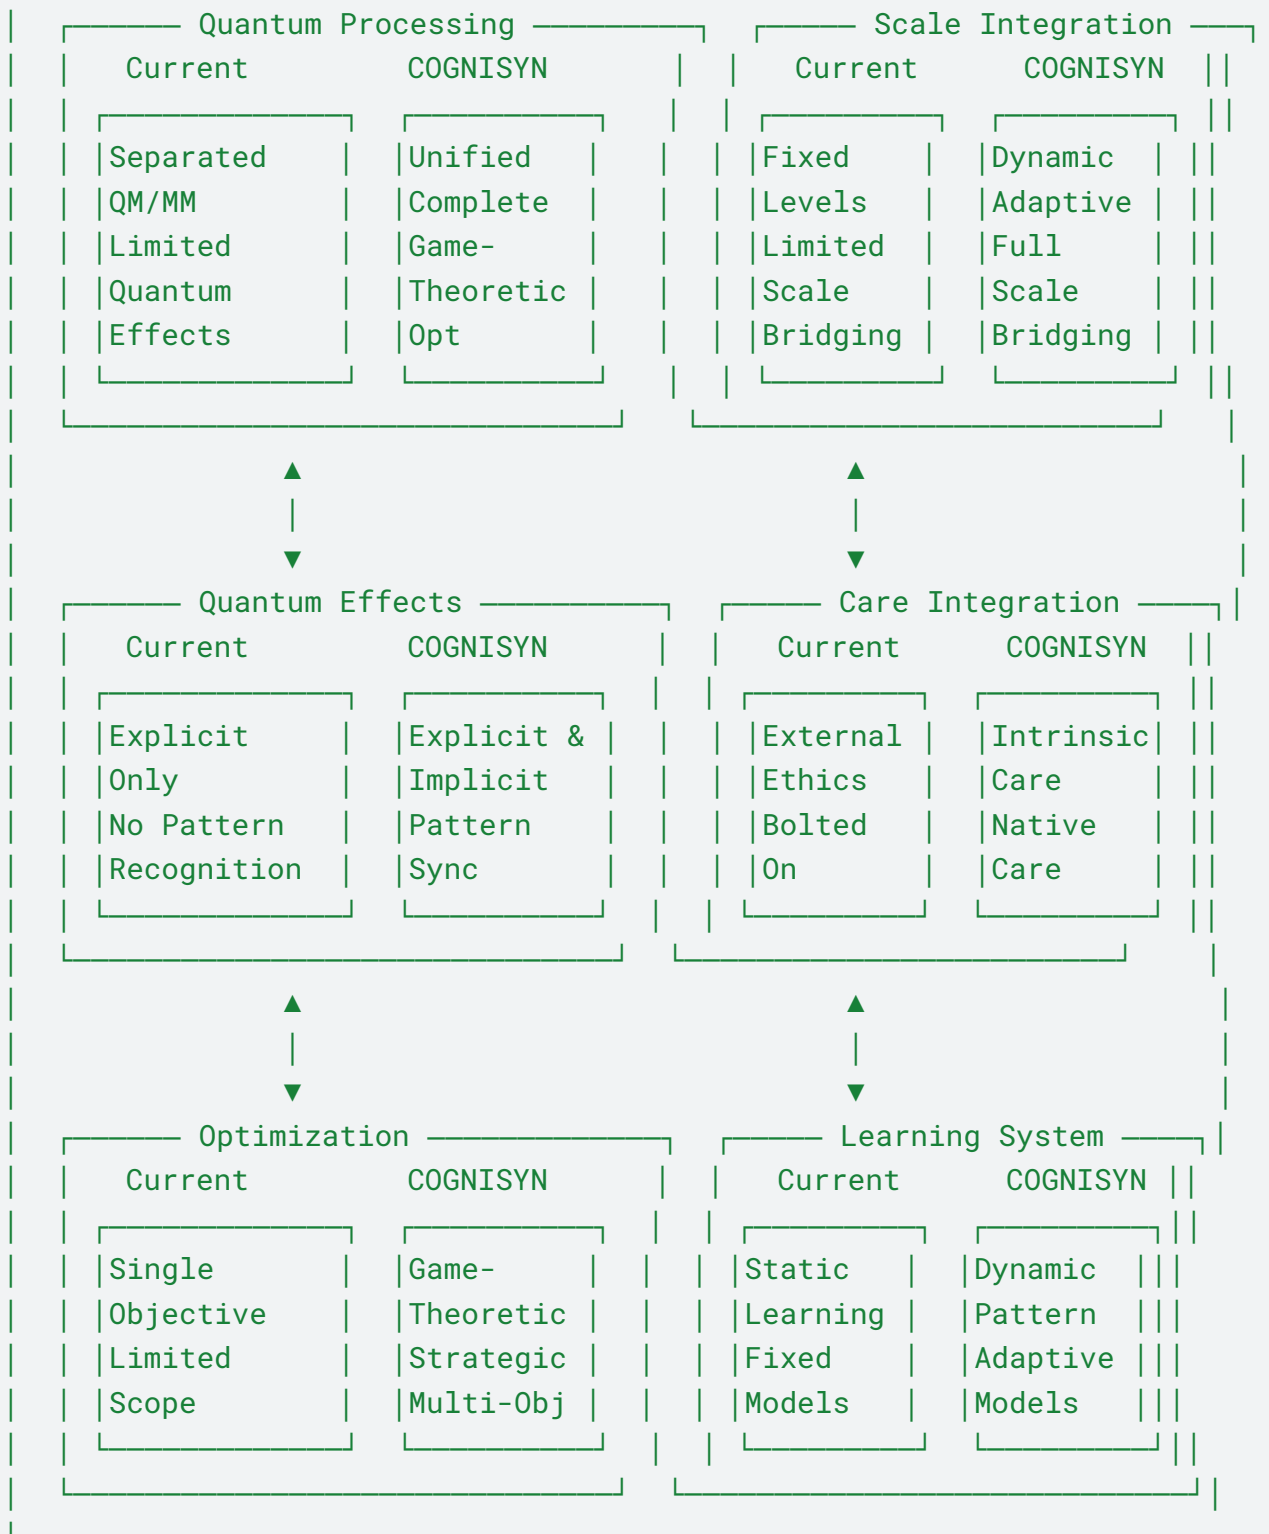 Quantum Processing Scale Integration
Current COGNISYN Current COGNISYN
Separated Unified Fixed Dynamic
QM/MM Complete Levels Adaptive
Limited Game- Limited Full
Quantum Theoretic Scale Scale
Effects Opt Bridging Bridging
Quantum Effects Care Integration
Current COGNISYN Current COGNISYN
Explicit Explicit & External Intrinsic
Only Implicit Ethics Care
No Pattern Pattern Bolted Native
Recognition Sync On Care
Optimization Learning System
Current COGNISYN Current COGNISYN
Single Game- Static Dynamic
Objective Theoretic Learning Pattern
Limited Strategic Fixed Adaptive
Scope Multi-Obj Models Models